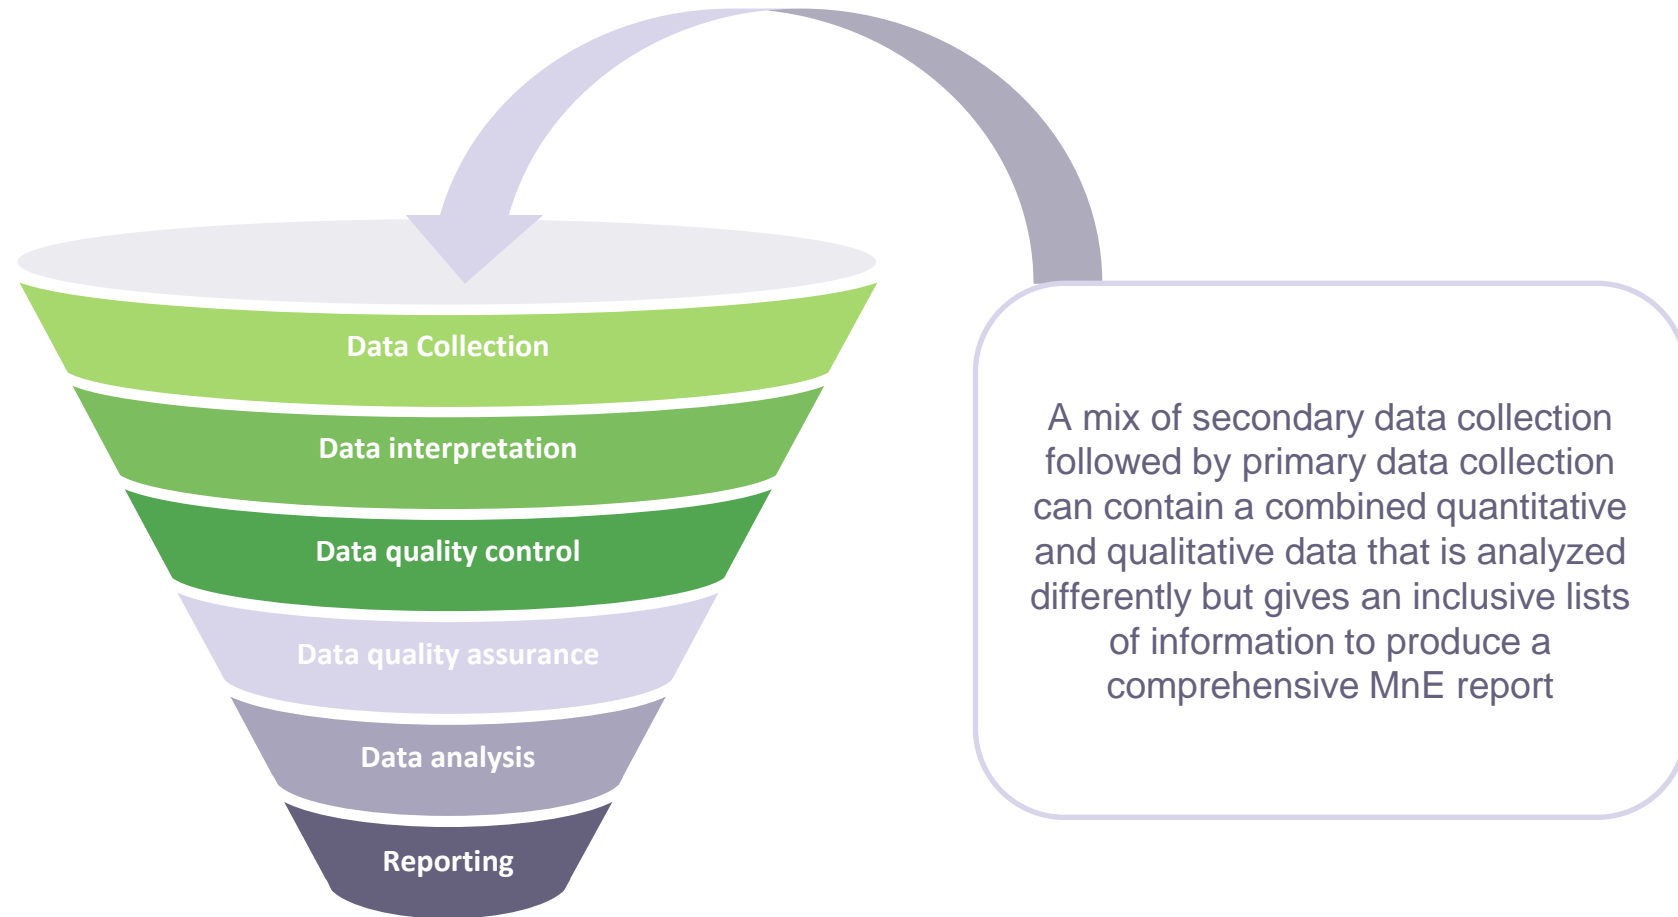 Data Collection
Data interpretation
Data quality control
Data quality assurance
Data analysis
Reporting
A mix of secondary data collection
followed by primary data collection
can contain a combined quantitative
and qualitative data that is analyzed
differently but gives an inclusive lists
of information to produce a
comprehensive MnE report